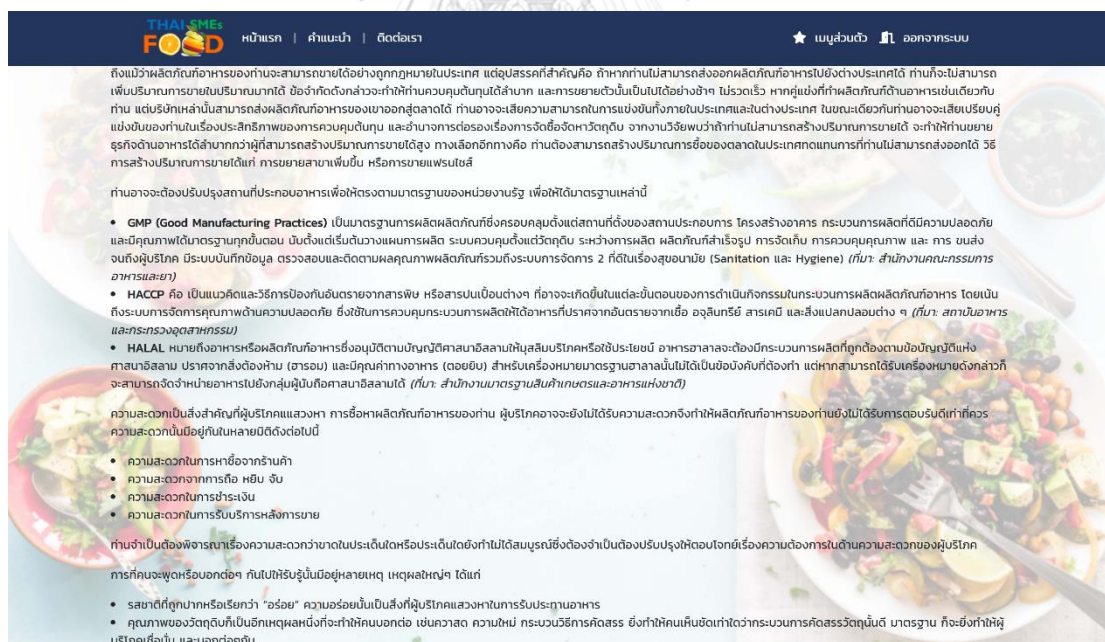 THAI SMEs
FOOD
หน้าแรก | คำแนะนำ | ติดต่อเรา
เมนูส่วนตัว ออกจากระบบ
ถึงแม้ว่าผลิตภัณฑ์อาหารของท่านจะสามารถขายได้อย่างถูกกฎหมายในประเทศ แต่อุปสรรคที่สำคัญคือ ถ้าหากท่านไม่สามารถส่งออกผลิตภัณฑ์อาหารไปยังต่างประเทศได้ ท่านก็จะไม่สามารถ
เพิ่มปริมาณการขายในปริมาณมากได้ ข้อจำกัดดังกล่าวจะทำให้ท่านควบคุมต้นทุนได้ลำบาก และการขยายตัวนั้นเป็นไปได้อย่างช้าๆ ไม่รวดเร็ว หากคู่แข่งที่ทำผลิตภัณฑ์ด้านอาหารเช่นเดียวกับ
ท่าน แต่บริษัทเหล่านั้นสามารถส่งผลิตภัณฑ์อาหารของเขาออกสู่ตลาดได้ ท่านอาจจะเสียความสามารถในการแข่งขันทั้งภายในประเทศและในต่างประเทศ ในขณะเดียวกันท่านอาจจะเสียเปรียบคู่
แข่งขันของท่านในเรื่องประสิทธิภาพของการควบคุมต้นทุน และอำนาจการต่อรองเรื่องการจัดซื้อจัดหาวัตถุดิบ จากงานวิจัยพบว่าถ้าท่านไม่สามารถสร้างปริมาณการขายได้ จะทำให้ท่านขยาย
ธุรกิจด้านอาหารได้ยากกว่าผู้ที่สามารถสร้างปริมาณการขายได้สูง ทางเลือกอีกทางคือ ท่านต้องสามารถสร้างปริมาณการซื้อของตลาดในประเทศทดแทนการที่ท่านไม่สามารถส่งออกได้ วิธี
การสร้างปริมาณการขายได้แก่ การขยายสาขาเพิ่มขึ้น หรือการขายแฟรนไชส์
ท่านอาจจะต้องปรับปรุงสถานที่ประกอบอาหารเพื่อให้ตรงตามมาตรฐานของหน่วยงานรัฐ เพื่อให้ได้มาตรฐานเหล่านี้
• GMP (Good Manufacturing Practices) เป็นมาตรฐานการผลิตผลิตภัณฑ์ซึ่งครอบคลุมตั้งแต่สถานที่ตั้งของสถานประกอบการ โครงสร้างอาคาร กระบวนการผลิตที่ดีมีความปลอดภัย
และมีคุณภาพได้มาตรฐานทุกขั้นตอน นับตั้งแต่เริ่มต้นวางแผนการผลิต ระบบควบคุมตั้งแต่วัตถุดิบ ระหว่างการผลิต ผลิตภัณฑ์สำเร็จรูป การจัดเก็บ การควบคุมคุณภาพ และ การ ขนส่ง
จนถึงผู้บริโภค มีระบบบันทึกข้อมูล ตรวจสอบและติดตามผลคุณภาพผลิตภัณฑ์รวมถึงระบบการจัดการ 2 ที่ดีในเรื่องสุขอนามัย (Sanitation และ Hygiene) (ที่มา: สำนักงานคณะกรรมการ
อาหารและยา)
• HACCP คือ เป็นแนวคิดและวิธีการป้องกันอันตรายจากสารพิษ หรือสารปนเปื้อนต่างๆ ที่อาจจะเกิดขึ้นในแต่ละขั้นตอนของการดำเนินกิจกรรมในกระบวนการผลิตผลิตภัณฑ์อาหาร โดยเน้น
ถึงระบบการจัดการคุณภาพด้านความปลอดภัย ซึ่งใช้ในการควบคุมกระบวนการผลิตให้ได้อาหารที่ปราศจากอันตรายจากเชื้อ จุลินทรีย์ สารเคมี และสิ่งแปลกปลอมต่าง ๆ (ที่มา: สถาบันอาหาร
และกระทรวงอุตสาหกรรม)
• HALAL หมายถึงอาหารหรือผลิตภัณฑ์อาหารซึ่งอนุมัติตามบัญญัติศาสนาอิสลามให้มุสลิมบริโภคหรือใช้ประโยชน์ อาหารฮาลาลจะต้องมีกระบวนการผลิตที่ถูกต้องตามข้อบัญญัติแห่ง
ศาสนาอิสลาม ปราศจากสิ่งต้องห้าม (ฮารอม) และมีคุณค่าทางอาหาร (ตอยยิบ) สำหรับเครื่องหมายมาตรฐานฮาลาลนั้นไม่ได้เป็นข้อบังคับที่ต้องทำ แต่หากสามารถได้รับเครื่องหมายดังกล่าวก็
จะสามารถจัดจำหน่ายอาหารไปยังกลุ่มผู้นับถือศาสนาอิสลามได้ (ที่มา: สำนักงานมาตรฐานสินค้าเกษตรและอาหารแห่งชาติ)
ความสะดวกเป็นสิ่งสำคัญที่ผู้บริโภคแแสวงหา การซื้อหาผลิตภัณฑ์อาหารของท่าน ผู้บริโภคอาจจะยังไม่ได้รับความสะดวกจึงทำให้ผลิตภัณฑ์อาหารของท่านยังไม่ได้รับการตอบรับดีเท่าที่ควร
ความสะดวกนั้นมีอยู่กันในหลายมิติดังต่อไปนี้
• ความสะดวกในการหาซื้อจากร้านค้า
• ความสะดวกจากการถือ หยิบ จับ
• ความสะดวกในการชำระเงิน
• ความสะดวกในการรับบริการหลังการขาย
ท่านจำเป็นต้องพิจารณาเรื่องความสะดวกว่าขาดในประเด็นใดหรือประเด็นใดยังทำไม่ได้สมบูรณ์ซึ่งต้องจำเป็นต้องปรับปรุงให้ตอบโจทย์เรื่องความต้องการในด้านความสะดวกของผู้บริโภค
การที่คนจะพูดหรือบอกต่อๆ กันไปให้รับรู้นั้นมีอยู่หลายเหตุ เหตุผลใหญ่ๆ ได้แก่
• รสชาติที่ถูกปากหรือเรียกว่า “อร่อย” ความอร่อยนั้นเป็นสิ่งที่ผู้บริโภคแสวงหาในการรับประทานอาหาร
• คุณภาพของวัตถุดิบก็เป็นอีกเหตุผลหนึ่งที่จะทำให้คนบอกต่อ เช่นความสด ความใหม่ กระบวนวิธีการคัดสรร ยิ่งทำให้คนเห็นชัดเท่าใดว่ากระบวนการคัดสรรวัตถุนั้นดี มาตรฐาน ก็จะยิ่งทำให้ผู้
บริโภคเชื่อมั่น และบอกต่อๆกัน